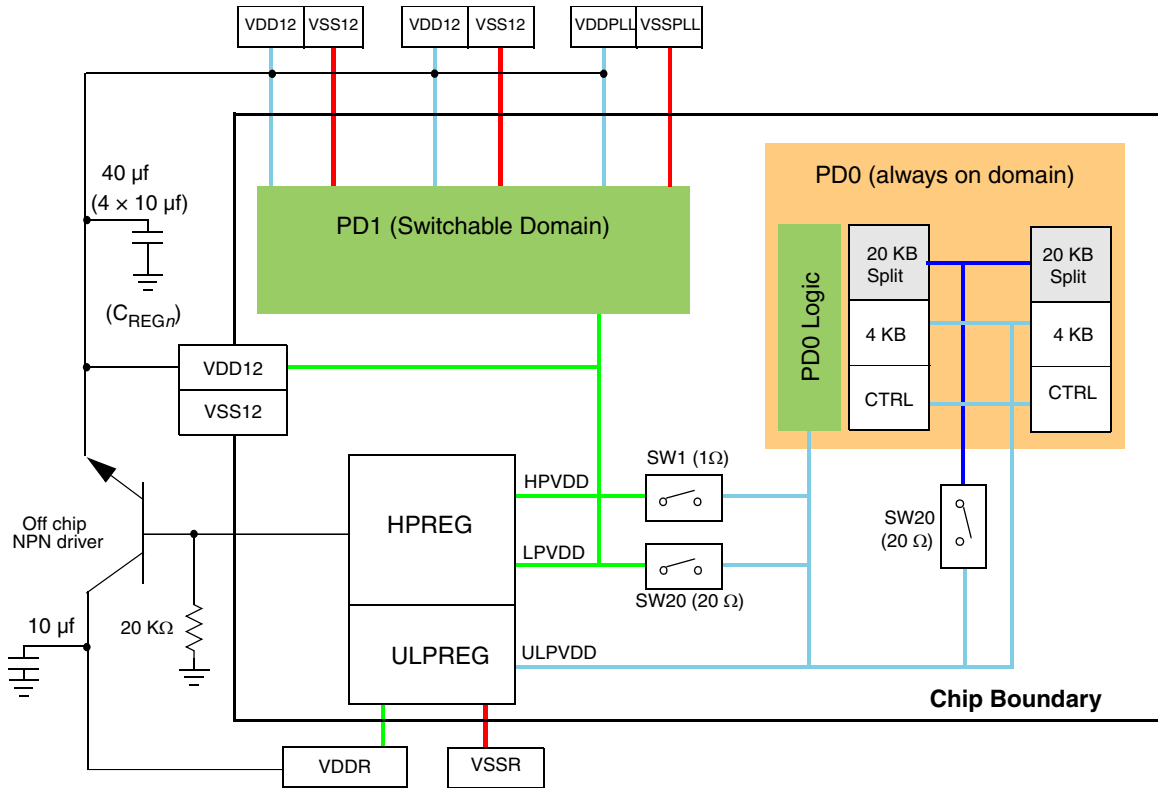 VDD12 VSS12 VDD12 VSS12 VDDPLL VSSPLL
40 µf
(4 × 10 µf)
(CREGn)
PD1 (Switchable Domain)
PD0 (always on domain)
PD0 Logic
20 KB
Split
4 KB
CTRL
20 KB
Split
4 KB
CTRL
VDD12
VSS12
Off chip
NPN driver
10 µf
20 KΩ
HPREG
ULPREG
HPVDD
LPVDD
ULPVDD
SW1 (1Ω)
SW20 (20 Ω)
SW20
(20 Ω)
Chip Boundary
VDDR
VSSR